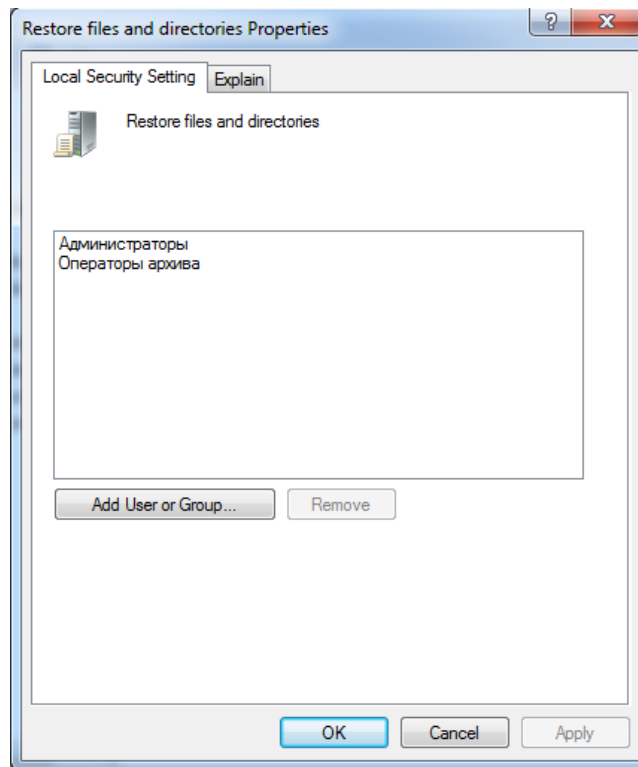 Restore files and directories Properties
Local Security Setting
Explain
Restore files and directories
Администраторы
Операторы архива
Add User or Group...
Remove
OK
Cancel
Apply